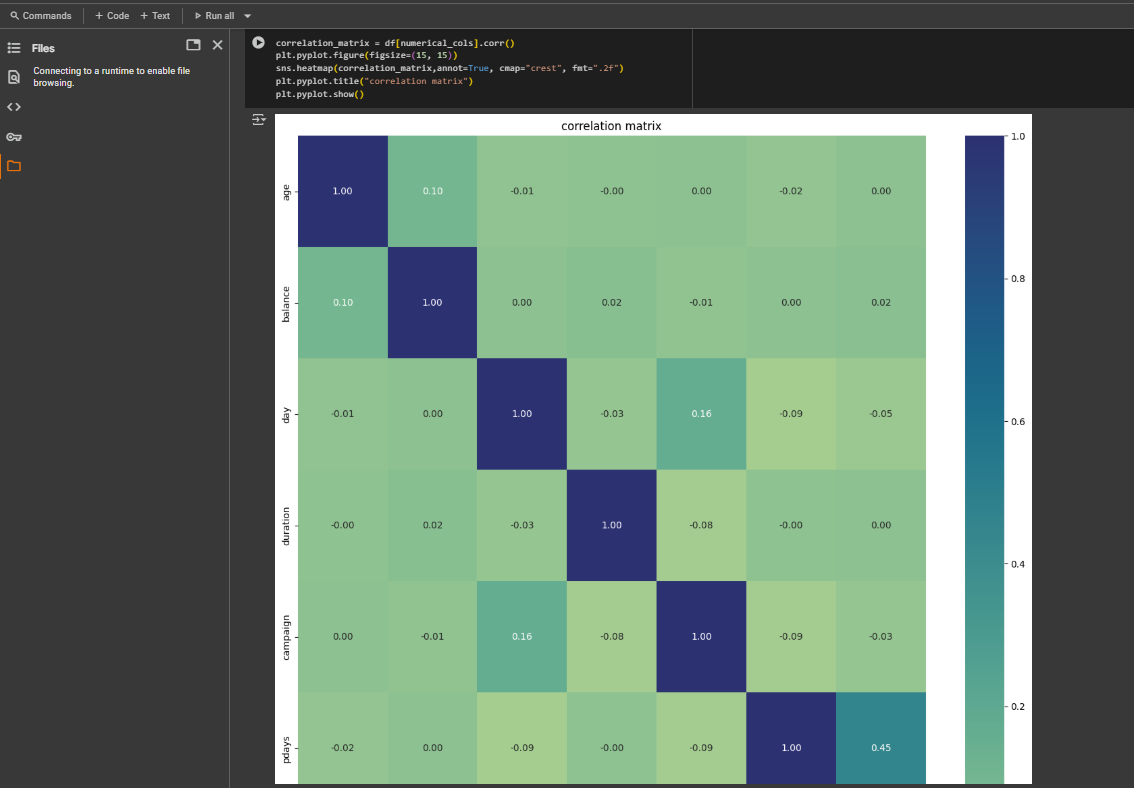 Commands + Code + Text Run all
Files
Connecting to a runtime to enable file
browsing.
correlation_matrix = df[numerical_cols].corr()
plt.pyplot.figure(figsize=(15, 15))
sns.heatmap(correlation_matrix,annot=True, cmap="crest", fmt=".2f")
plt.pyplot.title("correlation matrix")
plt.pyplot.show()
correlation matrix
age 1.00 0.10 -0.01 -0.00 0.00 -0.02 0.00
balance 0.10 1.00 0.00 0.02 -0.01 0.00 0.02
day -0.01 0.00 1.00 -0.03 0.16 -0.09 -0.05
duration -0.00 0.02 -0.03 1.00 -0.08 -0.00 0.00
campaign 0.00 -0.01 0.16 -0.08 1.00 -0.09 -0.03
pdays -0.02 0.00 -0.09 -0.00 -0.09 1.00 0.45
1.0
0.8
0.6
0.4
0.2